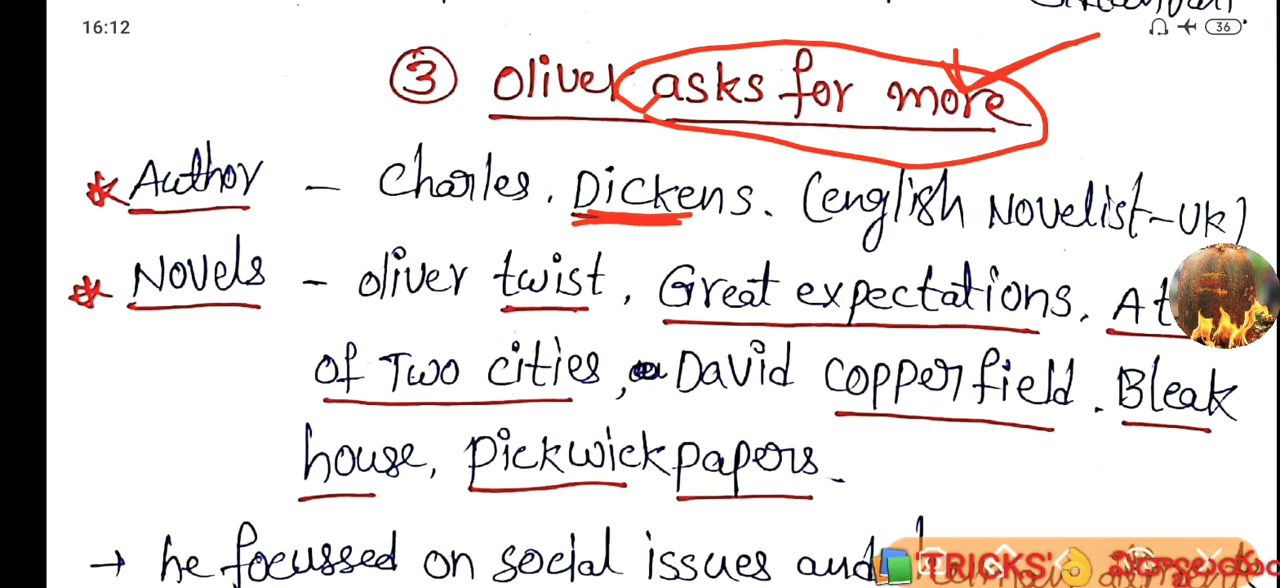 16:12
36
③ Oliver asks for more
* Author - Charles. Dickens. (english Novelist-UK)
* Novels - oliver twist, Great expectations, A t
of Two cities, David copperfield. Bleak
house, pickwick papers.
→ he focussed on social issues and
'TRICKS'